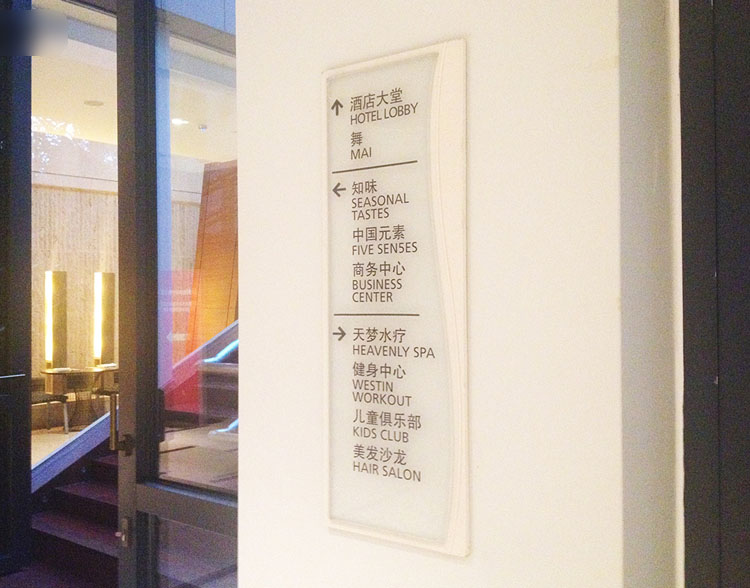 酒店大堂
HOTEL LOBBY
舞
MAI
知味
SEASONAL
TASTES
中国元素
FIVE SEN5ES
商务中心
BUSINESS
CENTER
天梦水疗
HEAVENLY SPA
健身中心
WESTIN
WORKOUT
儿童俱乐部
KIDS CLUB
美发沙龙
HAIR SALON